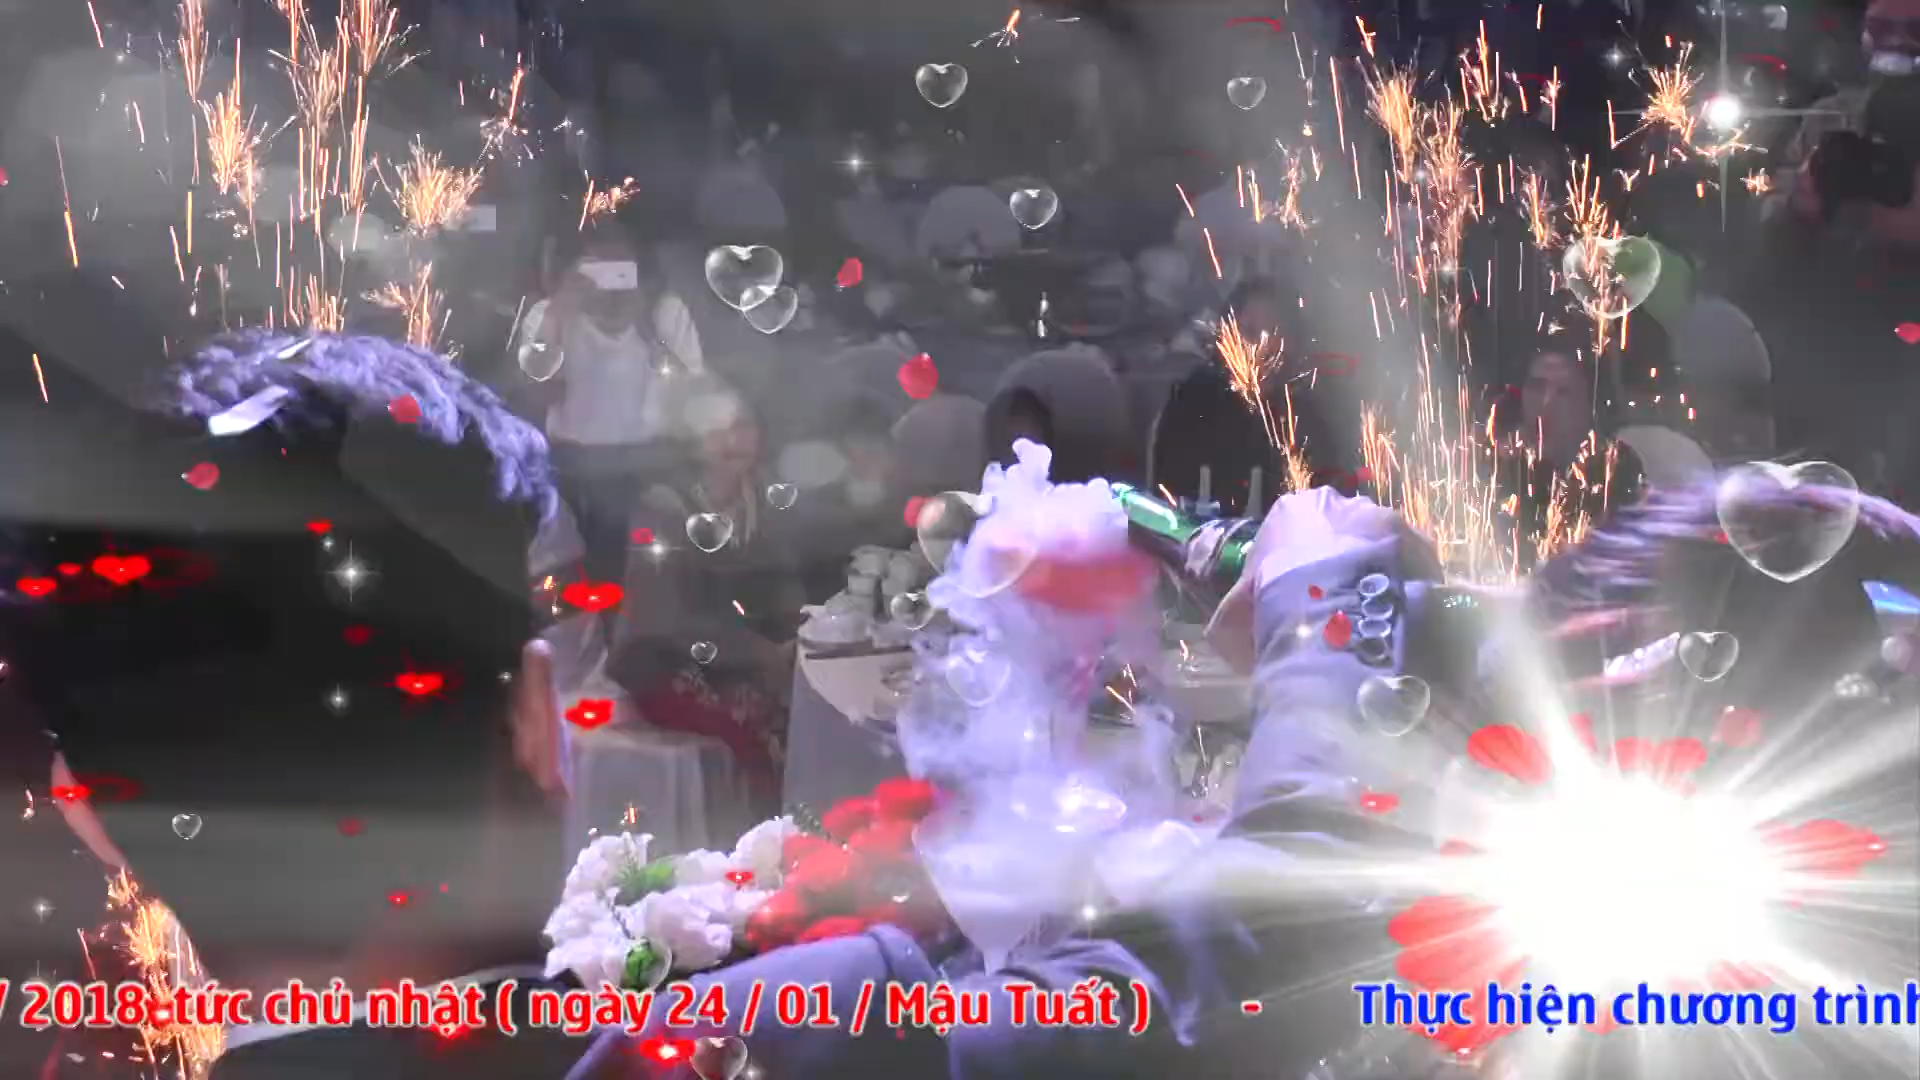 / 2018 tức chủ nhật ( ngày 24 / 01 / Mậu Tuất ) - Thực hiện chương trình